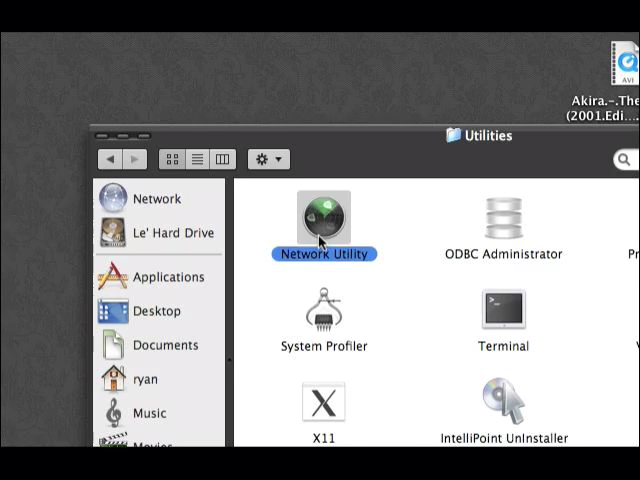 AVI
Akira.-.The
(2001.Edi....
Utilities
Network
Le' Hard Drive
Applications
Desktop
Documents
ryan
Music
Movies
Network Utility
ODBC Administrator
System Profiler
Terminal
X11
IntelliPoint UnInstaller